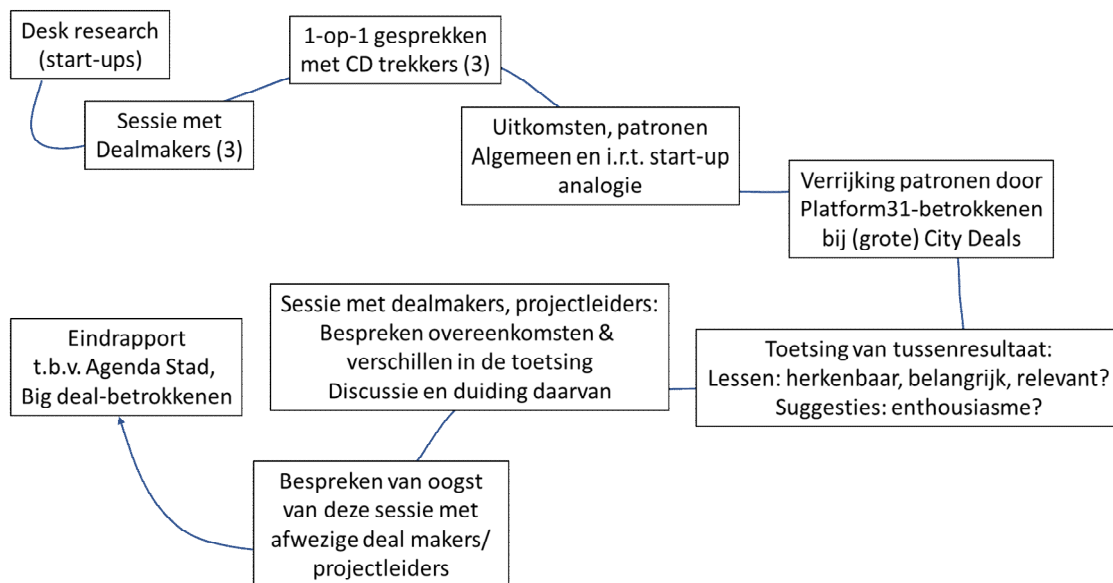 Desk research
(start-ups)
Sessie met
Dealmakers (3)
1-op-1 gesprekken
met CD trekkers (3)
Uitkomsten, patronen
Algemeen en i.r.t. start-up
analogie
Verrijking patronen door
Platform31-betrokkenen
bij (grote) City Deals
Toetsing van tussenresultaat:
Lessen: herkenbaar, belangrijk, relevant?
Suggesties: enthousiasme?
Sessie met dealmakers, projectleiders:
Bespreken overeenkomsten &
verschillen in de toetsing
Discussie en duiding daarvan
Bespreken van oogst
van deze sessie met
afwezige deal makers/
projectleiders
Eindrapport
t.b.v. Agenda Stad,
Big deal-betrokkenen